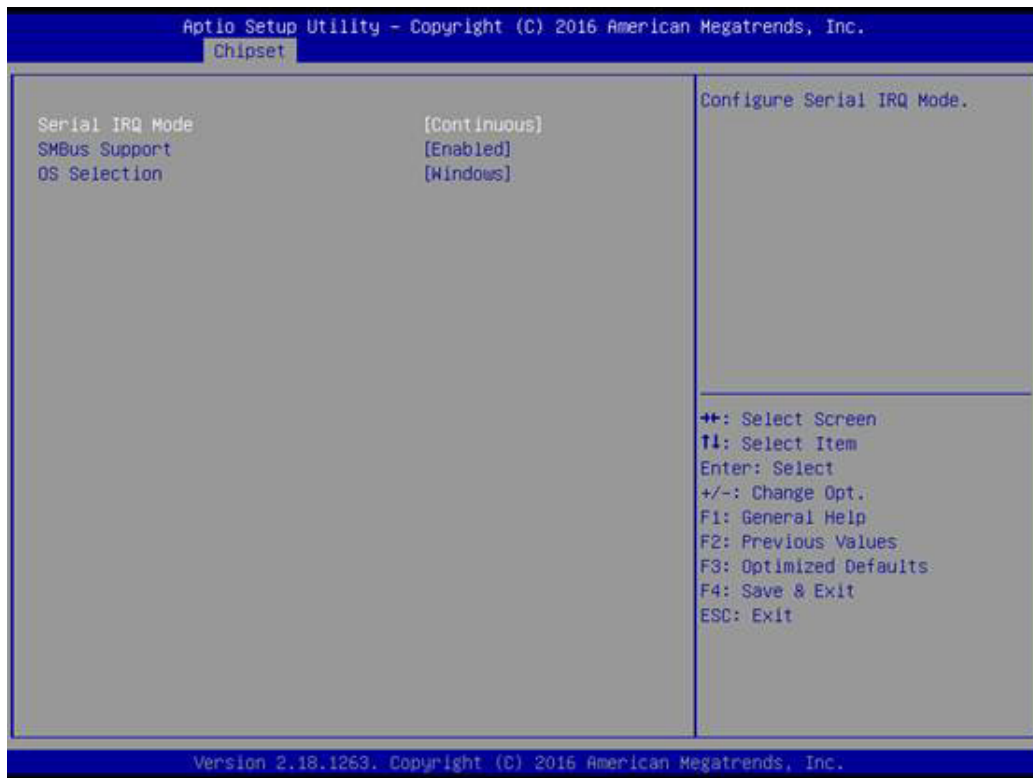 Aptio Setup Utility – Copyright (C) 2016 American Megatrends, Inc.
Chipset
Serial IRQ Mode [Continuous]
SMBus Support [Enabled]
OS Selection [Windows]
Configure Serial IRQ Mode.
→←: Select Screen
↑↓: Select Item
Enter: Select
+/-: Change Opt.
F1: General Help
F2: Previous Values
F3: Optimized Defaults
F4: Save & Exit
ESC: Exit
Version 2.18.1263. Copyright (C) 2016 American Megatrends, Inc.